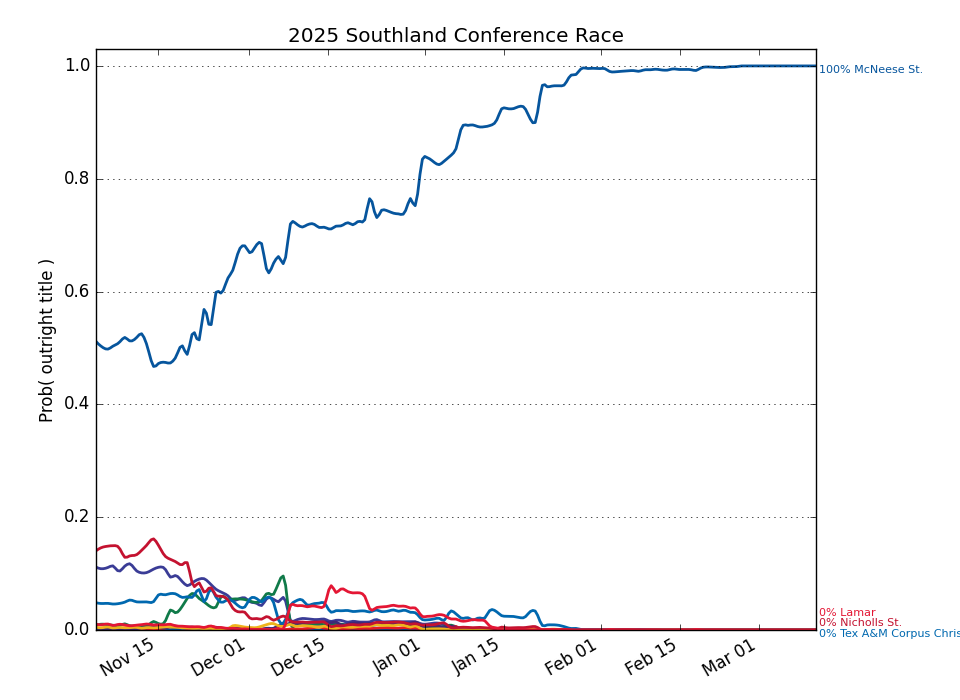 2025 Southland Conference Race
Prob( outright title )
1.0
0.8
0.6
0.4
0.2
0.0
100% McNeese St.
0% Lamar
0% Nicholls St.
0% Tex A&M Corpus Chris
Nov 15
Dec 01
Dec 15
Jan 01
Jan 15
Feb 01
Feb 15
Mar 01